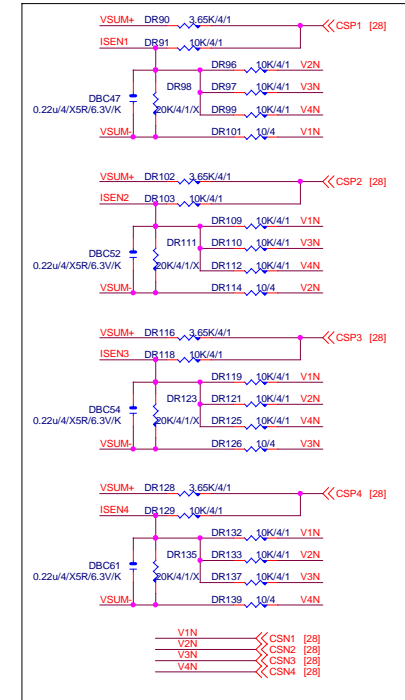 VSUM+ DR90 3.65K/4/1 CSP1 [28]
ISEN1 DR91 10K/4/1
DR96 10K/4/1 V2N
DR98 DR97 10K/4/1 V3N
DBC47
0.22u/4/X5R/6.3V/K 20K/4/1/X DR99 10K/4/1 V4N
VSUM- DR101 10/4 V1N
VSUM+ DR102 3.65K/4/1 CSP2 [28]
ISEN2 DR103 10K/4/1
DR109 10K/4/1 V1N
DR111 DR110 10K/4/1 V3N
DBC52
0.22u/4/X5R/6.3V/K 20K/4/1/X DR112 10K/4/1 V4N
VSUM- DR114 10/4 V2N
VSUM+ DR116 3.65K/4/1 CSP3 [28]
ISEN3 DR118 10K/4/1
DR119 10K/4/1 V1N
DR123 DR121 10K/4/1 V2N
DBC54
0.22u/4/X5R/6.3V/K 20K/4/1/X DR125 10K/4/1 V4N
VSUM- DR126 10/4 V3N
VSUM+ DR128 3.65K/4/1 CSP4 [28]
ISEN4 DR129 10K/4/1
DR132 10K/4/1 V1N
DR135 DR133 10K/4/1 V2N
DBC61
0.22u/4/X5R/6.3V/K 20K/4/1/X DR137 10K/4/1 V3N
VSUM- DR139 10/4 V4N
V1N CSN1 [28]
V2N CSN2 [28]
V3N CSN3 [28]
V4N CSN4 [28]